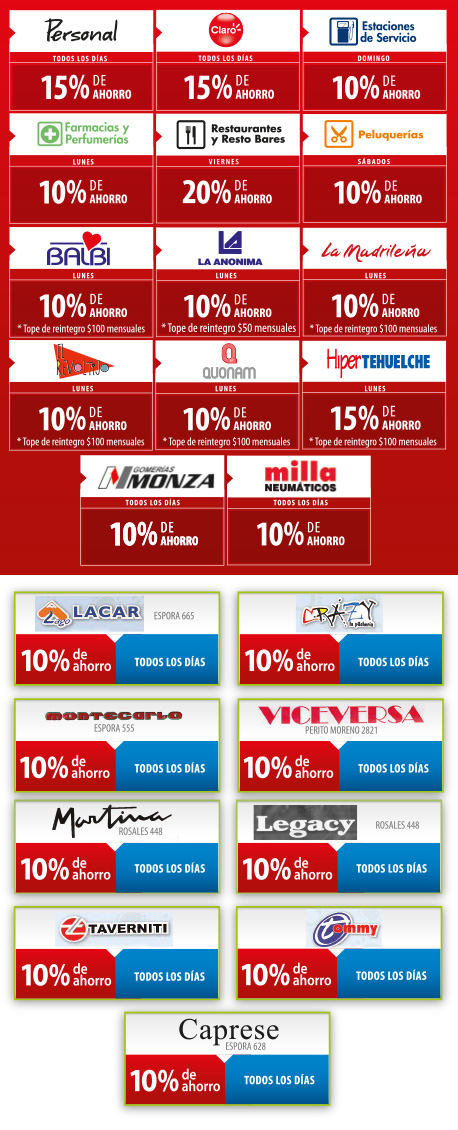 Personal
TODOS LOS DÍAS
15% DE AHORRO
Claro
TODOS LOS DÍAS
15% DE AHORRO
Estaciones
de Servicio
DOMINGO
10% DE AHORRO
Farmacias y
Perfumerías
LUNES
10% DE AHORRO
Restaurantes
y Resto Bares
VIERNES
20% DE AHORRO
Peluquerías
SÁBADOS
10% DE AHORRO
BALBI
LUNES
10% DE AHORRO
* Tope de reintegro $100 mensuales
LA ANONIMA
LUNES
10% DE AHORRO
* Tope de reintegro $50 mensuales
La Madrileña
LUNES
10% DE AHORRO
* Tope de reintegro $100 mensuales
EL REVOLTIJO
LUNES
10% DE AHORRO
* Tope de reintegro $100 mensuales
QUONAM
LUNES
10% DE AHORRO
* Tope de reintegro $100 mensuales
HiperTEHUELCHE
LUNES
15% DE AHORRO
* Tope de reintegro $100 mensuales
GOMERÍAS
MONZA
TODOS LOS DÍAS
10% DE AHORRO
milla
NEUMÁTICOS
TODOS LOS DÍAS
10% DE AHORRO
Lago LACAR ESPORA 665
10% de ahorro TODOS LOS DÍAS
CRAZY
la pilchería
10% de ahorro TODOS LOS DÍAS
MONTECARLO
ESPORA 555
10% de ahorro TODOS LOS DÍAS
VICEVERSA
PERITO MORENO 2821
10% de ahorro TODOS LOS DÍAS
Martina
ROSALES 448
10% de ahorro TODOS LOS DÍAS
Legacy ROSALES 448
10% de ahorro TODOS LOS DÍAS
TAVERNITI
10% de ahorro TODOS LOS DÍAS
tommy
10% de ahorro TODOS LOS DÍAS
Caprese
ESPORA 628
10% de ahorro TODOS LOS DÍAS